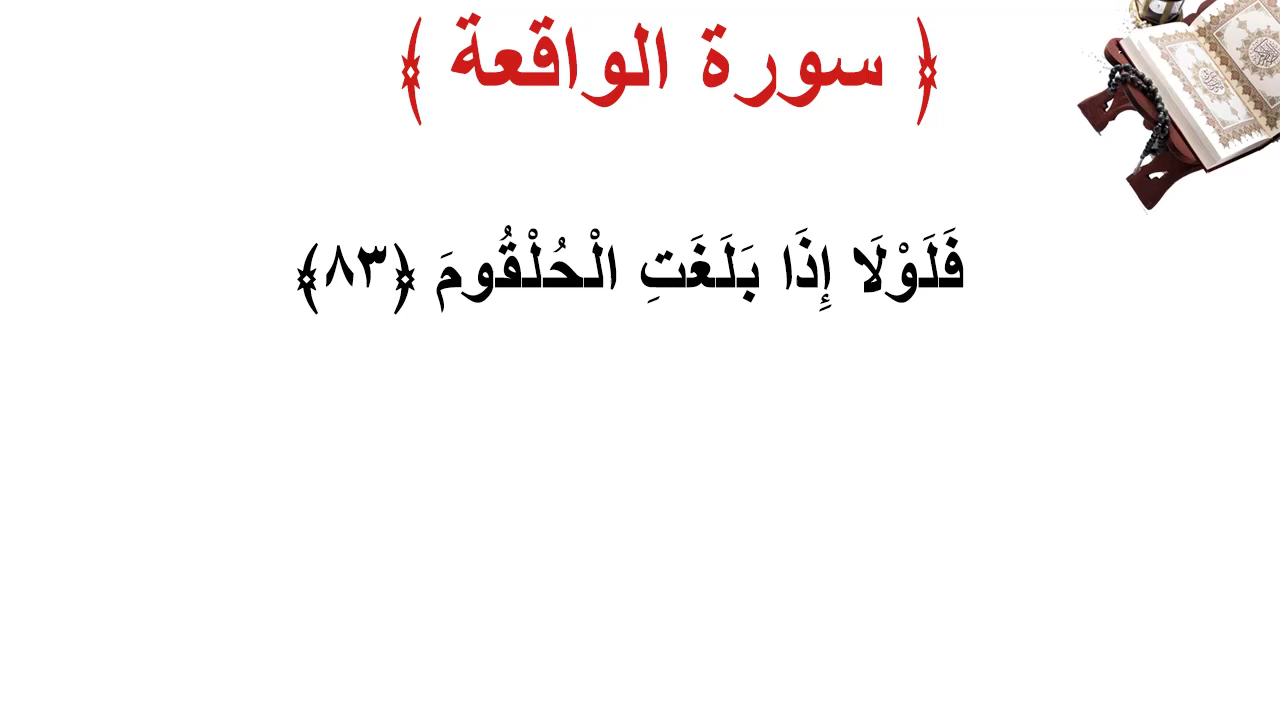 ﴿ سورة الواقعة ﴾
فَلَوْلَا إِذَا بَلَغَتِ الْحُلْقُومَ ﴿٨٣﴾